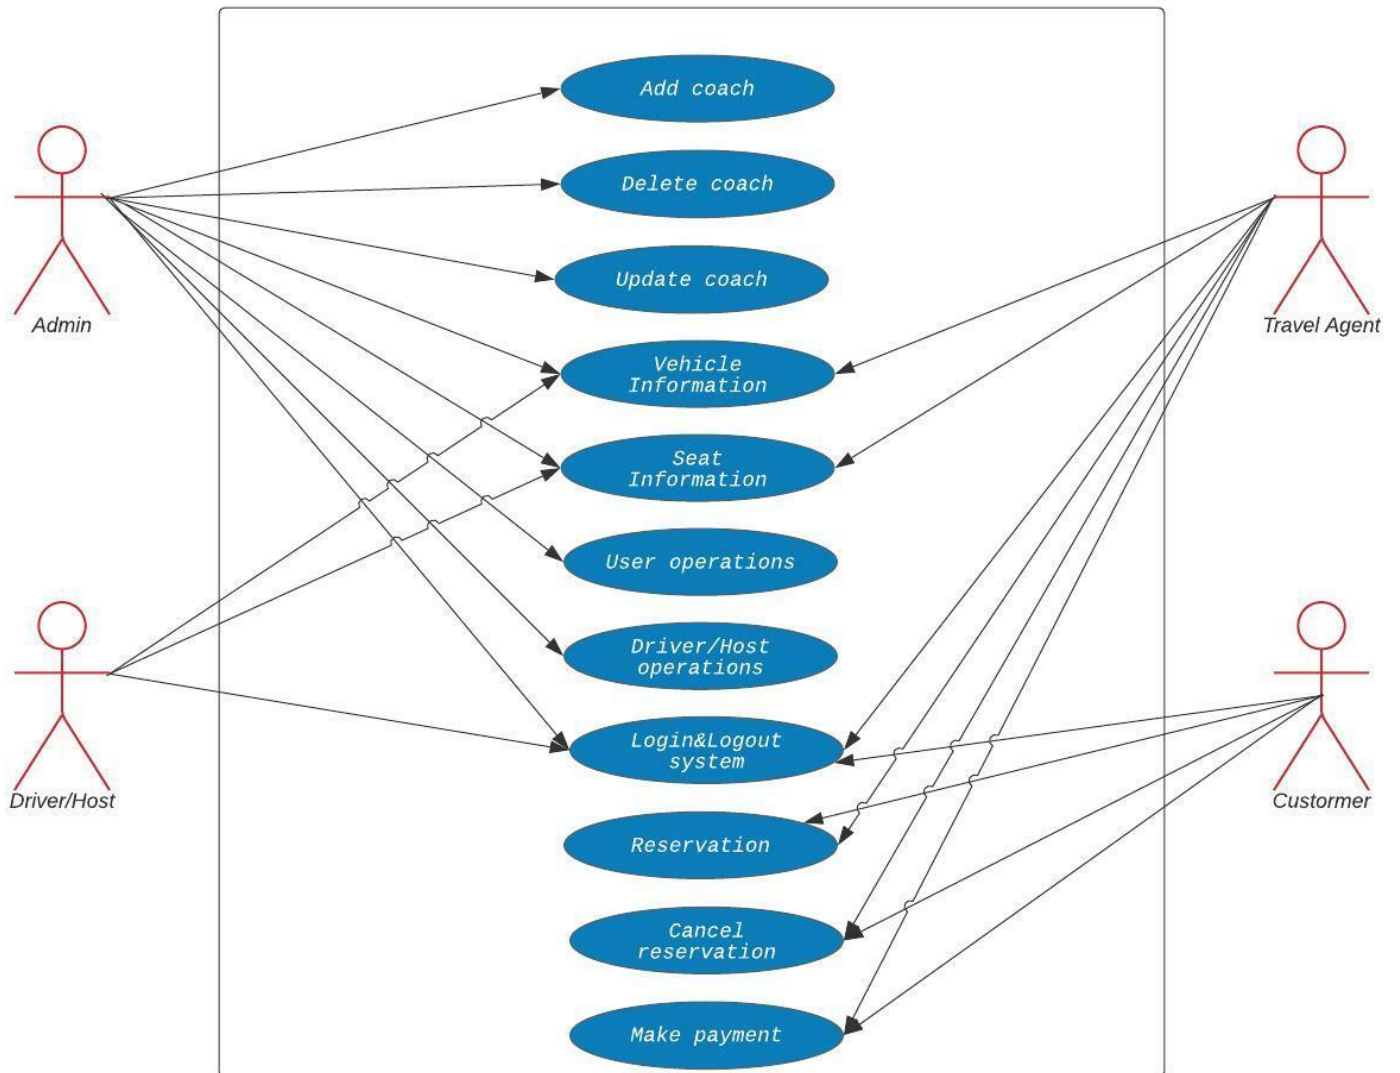 Add coach
Delete coach
Update coach
Admin
Travel Agent
Vehicle
Information
Seat
Information
User operations
Driver/Host
operations
Login&Logout
system
Driver/Host
Custormer
Reservation
Cancel
reservation
Make payment